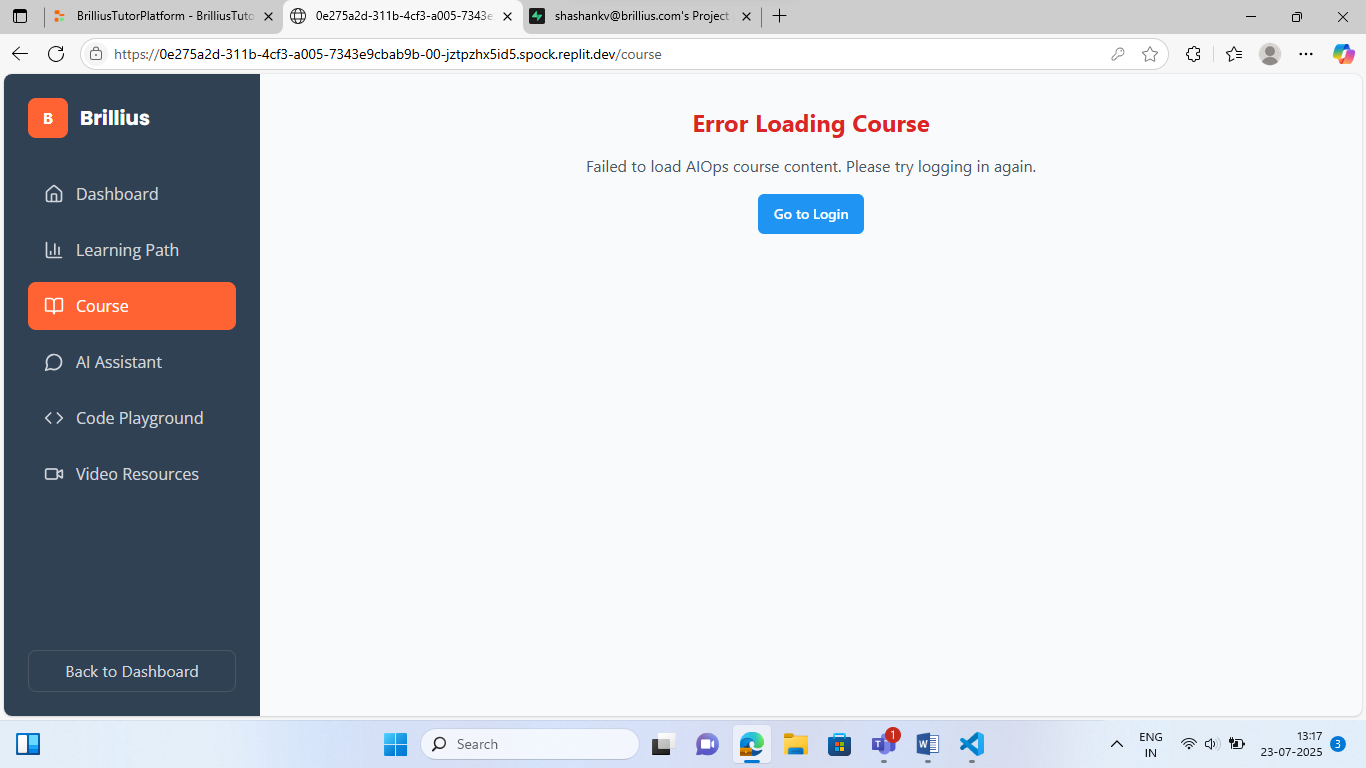 BrilliusTutorPlatform - BrilliusTuto
0e275a2d-311b-4cf3-a005-7343e
shashankv@brillius.com's Project
https://0e275a2d-311b-4cf3-a005-7343e9cbab9b-00-jztpzhx5id5.spock.replit.dev/course
B Brillius
Dashboard
Learning Path
Course
AI Assistant
Code Playground
Video Resources
Back to Dashboard
Error Loading Course
Failed to load AIOps course content. Please try logging in again.
Go to Login
Search
1
ENG
IN
13:17
23-07-2025
3